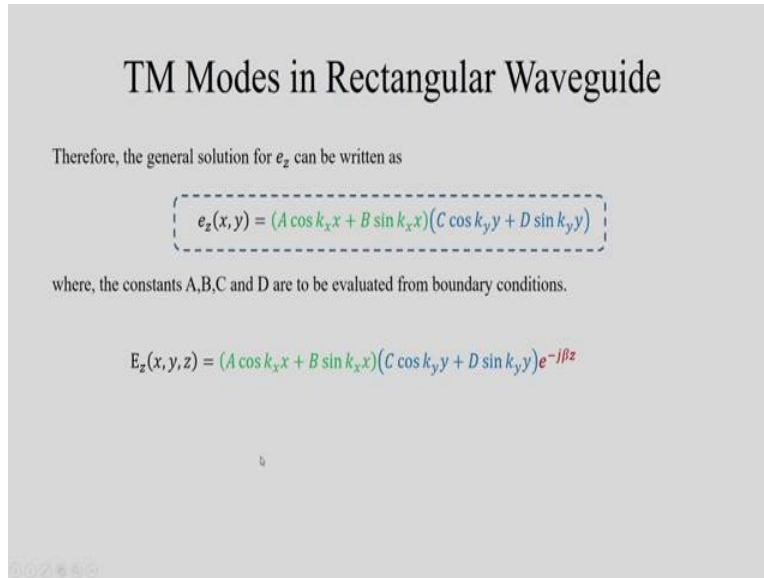 TM Modes in Rectangular Waveguide
Therefore, the general solution for e_z can be written as
e_z(x, y) = (A cos k_x x + B sin k_x x)(C cos k_y y + D sin k_y y)
where, the constants A,B,C and D are to be evaluated from boundary conditions.
E_z(x, y, z) = (A cos k_x x + B sin k_x x)(C cos k_y y + D sin k_y y)e^{-jβz}